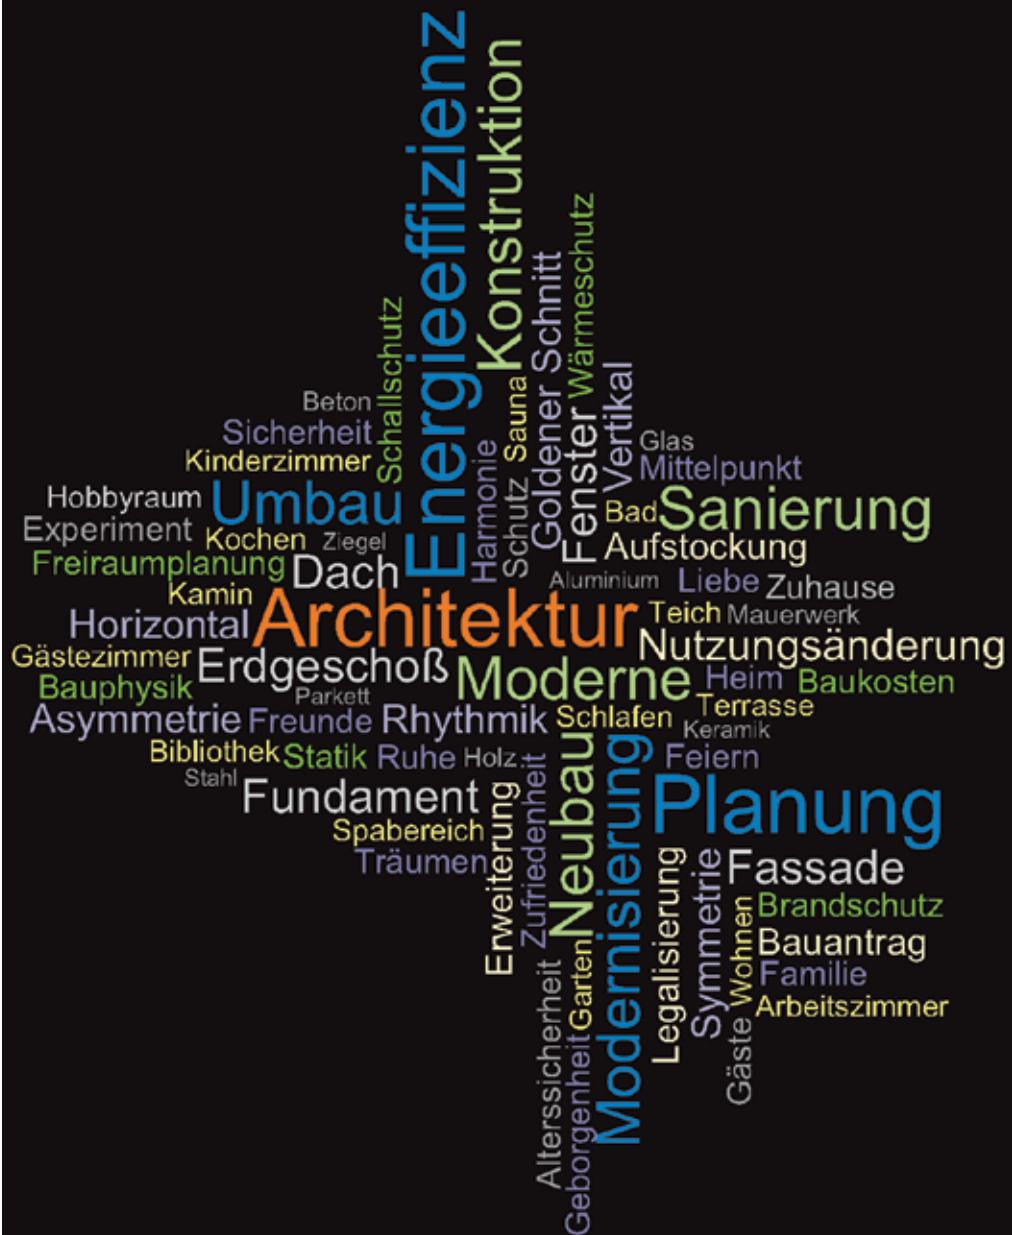 Energieeffizienz
Konstruktion
Wärmeschutz
Goldener Schnitt
Schallschutz
Vertikal
Sauna
Beton
Fenster
Sicherheit
Glas
Harmonie
Kinderzimmer
Mittelpunkt
Schutz
Umbau
Hobbyraum
Sanierung
Bad
Experiment
Kochen
Ziegel
Aufstockung
Freiraumplanung
Dach
Aluminium
Liebe
Zuhause
Kamin
Architektur
Teich
Mauerwerk
Horizontal
Nutzungsänderung
Gästezimmer
Erdgeschoß
Moderne
Heim
Baukosten
Bauphysik
Parkett
Terrasse
Asymmetrie
Freunde
Rhythmik
Schlafen
Keramik
Bibliothek
Statik
Ruhe
Holz
Feiern
Stahl
Neubau
Modernisierung
Zufriedenheit
Fundament
Erweiterung
Planung
Spabereich
Träumen
Legalisierung
Symmetrie
Fassade
Wohnen
Brandschutz
Bauantrag
Garten
Familie
Alterssicherheit
Arbeitszimmer
Gäste
Geborgenheit